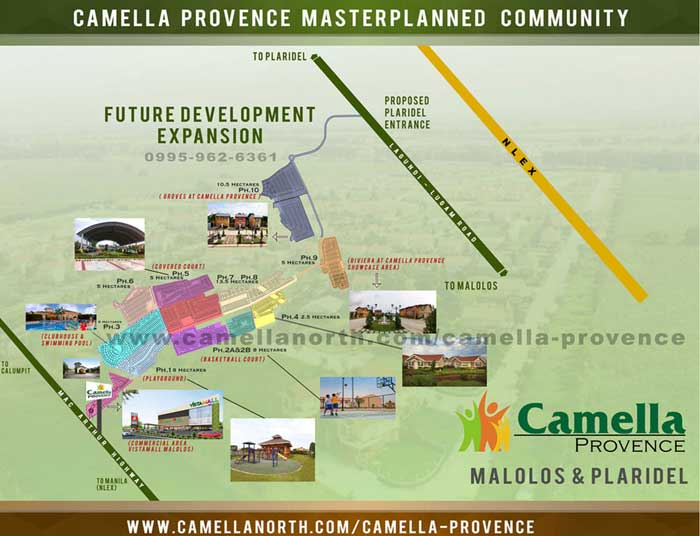 CAMELLA PROVENCE MASTERPLANNED COMMUNITY
TO PLARIDEL
PROPOSED
PLARIDEL
ENTRANCE
NLEX
LAGUNDI - LUGAM ROAD
FUTURE DEVELOPMENT
EXPANSION
0995-962-6361
10.5 HECTARES
PH.10
( GROVES AT CAMELLA PROVENCE )
PH.9
5 HECTARES
(RIVIERA AT CAMELLA PROVENCE
SHOWCASE AREA)
TO MALOLOS
(COVERED COURT)
PH.5
5 HECTARES
PH.6
5 HECTARES
PH.7 PH.8
13.5 HECTARES
PH.4 2.5 HECTARES
PH.3
(CLUBHOUSE &
SWIMMING POOL)
www.camellanorth.com/camella-provence
PH.2A&2B 8 HECTARES
(BASKETBALL COURT)
PH.1 8 HECTARES
(PLAYGROUND)
TO
CALUMPIT
MAC ARTHUR HIGHWAY
Camella
PROVENCE
VISTAMALL
(COMMERCIAL AREA
VISTAMALL MALOLOS)
TO MANILA
(NLEX)
Camella
PROVENCE
MALOLOS & PLARIDEL
WWW.CAMELLANORTH.COM/CAMELLA-PROVENCE